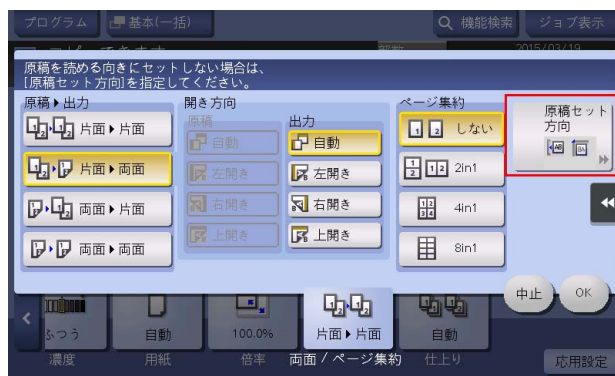 プログラム
基本(一括)
機能検索
ジョブ表示
部数
2015/03/19
原稿を読める向きにセットしない場合は、
[原稿セット方向]を指定してください。
原稿▶出力
片面▶片面
片面▶両面
両面▶片面
両面▶両面
開き方向
原稿
自動
左開き
右開き
上開き
出力
自動
左開き
右開き
上開き
ページ集約
しない
2in1
4in1
8in1
原稿セット
方向
中止
OK
ふつう
自動
100.0%
片面▶片面
自動
濃度
用紙
倍率
両面 / ページ集約
仕上り
応用設定